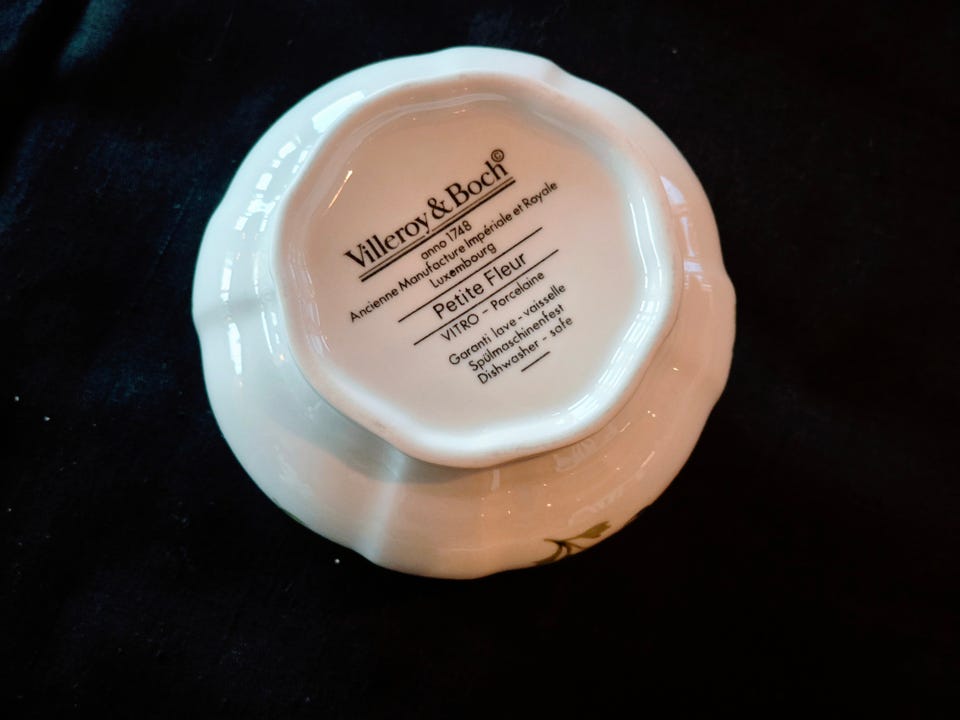 Villeroy & Boch©
anno 1748
Ancienne Manufacture Impériale et Royale
Luxembourg
Petite Fleur
VITRO - Porcelaine
Garanti lave - vaisselle
Spülmaschinenfest
Dishwasher - safe